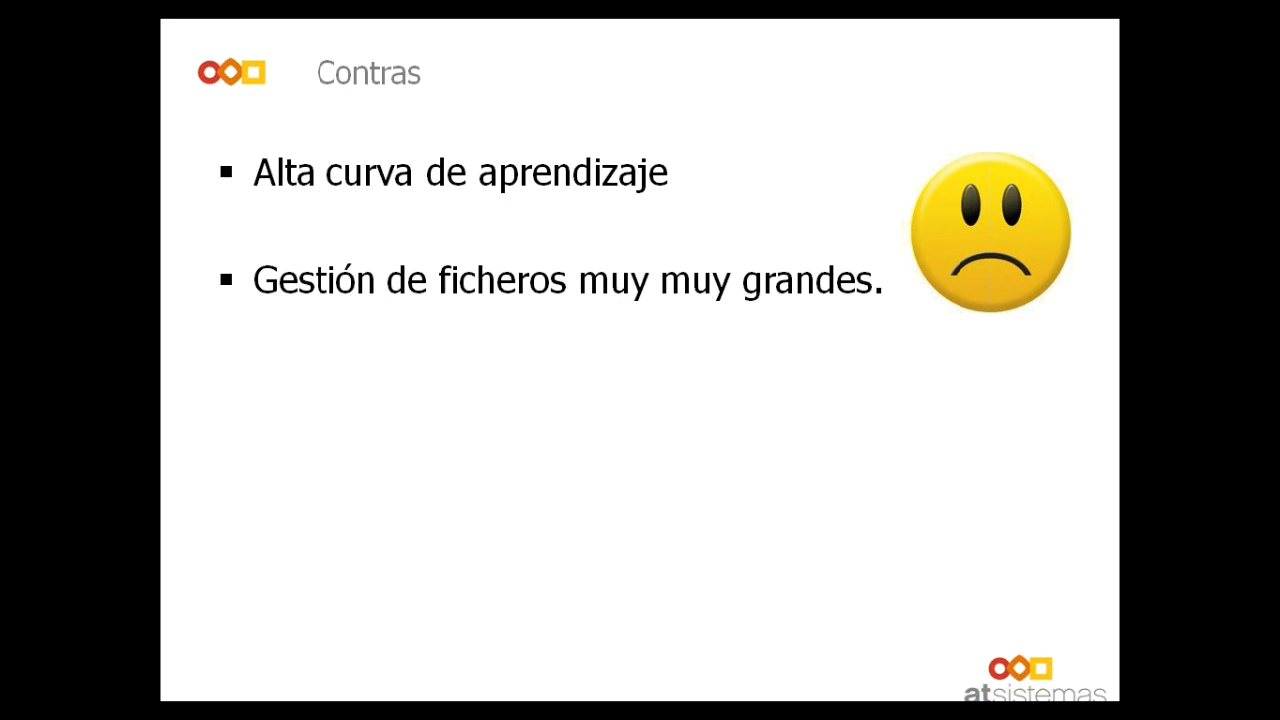 Contras
▪ Alta curva de aprendizaje
▪ Gestión de ficheros muy muy grandes.
atsistemas